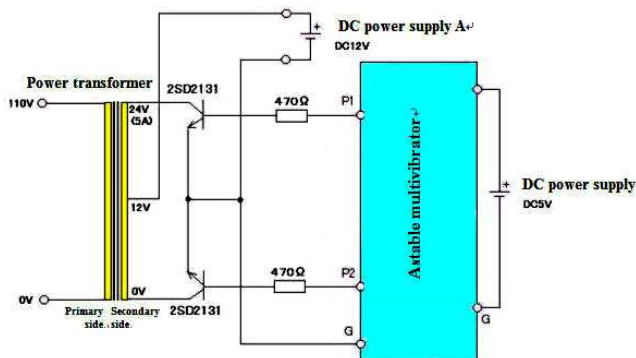 DC power supply A
DC12V
Power transformer
2SD2131
110V
24V
(5A)
470Ω
P1
+
Astable multivibrator
+
DC power supply
DC5V
12V
0V
0V
470Ω
P2
G
G
Primary Secondary
side. side.
2SD2131
+